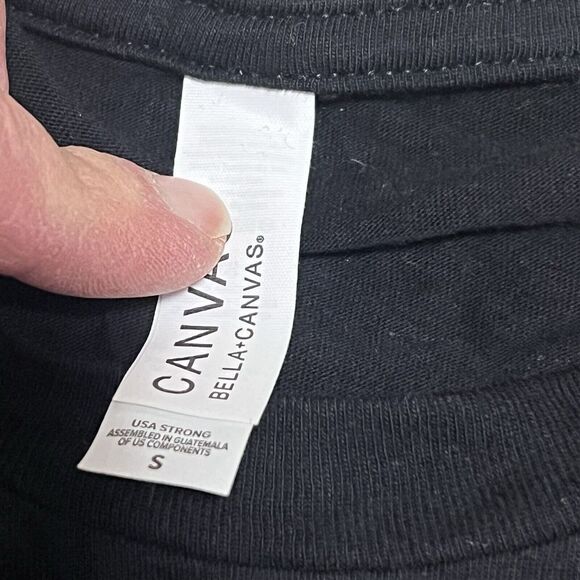 CANVA
BELLA+CANVAS®
USA STRONG
ASSEMBLED IN GUATEMALA
OF US COMPONENTS
S